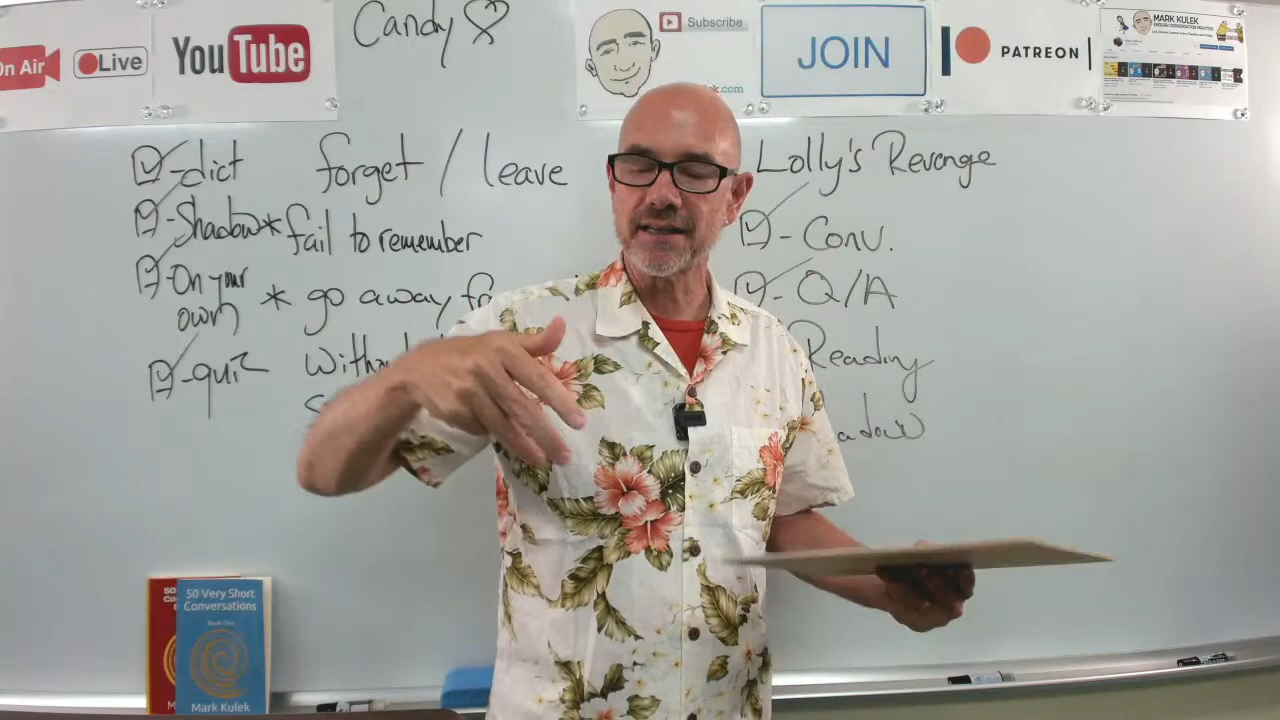 On Air
Live
YouTube
Candy
Subscribe
JOIN
PATREON
MARK KULEK
dict
forget / leave
Lolly's Revenge
-Shadow
* fail to remember
-Conv.
-On your
own
* go away
-Q/A
-quiz
Reading
50 Very Short
Conversations
Book One
Mark Kulek